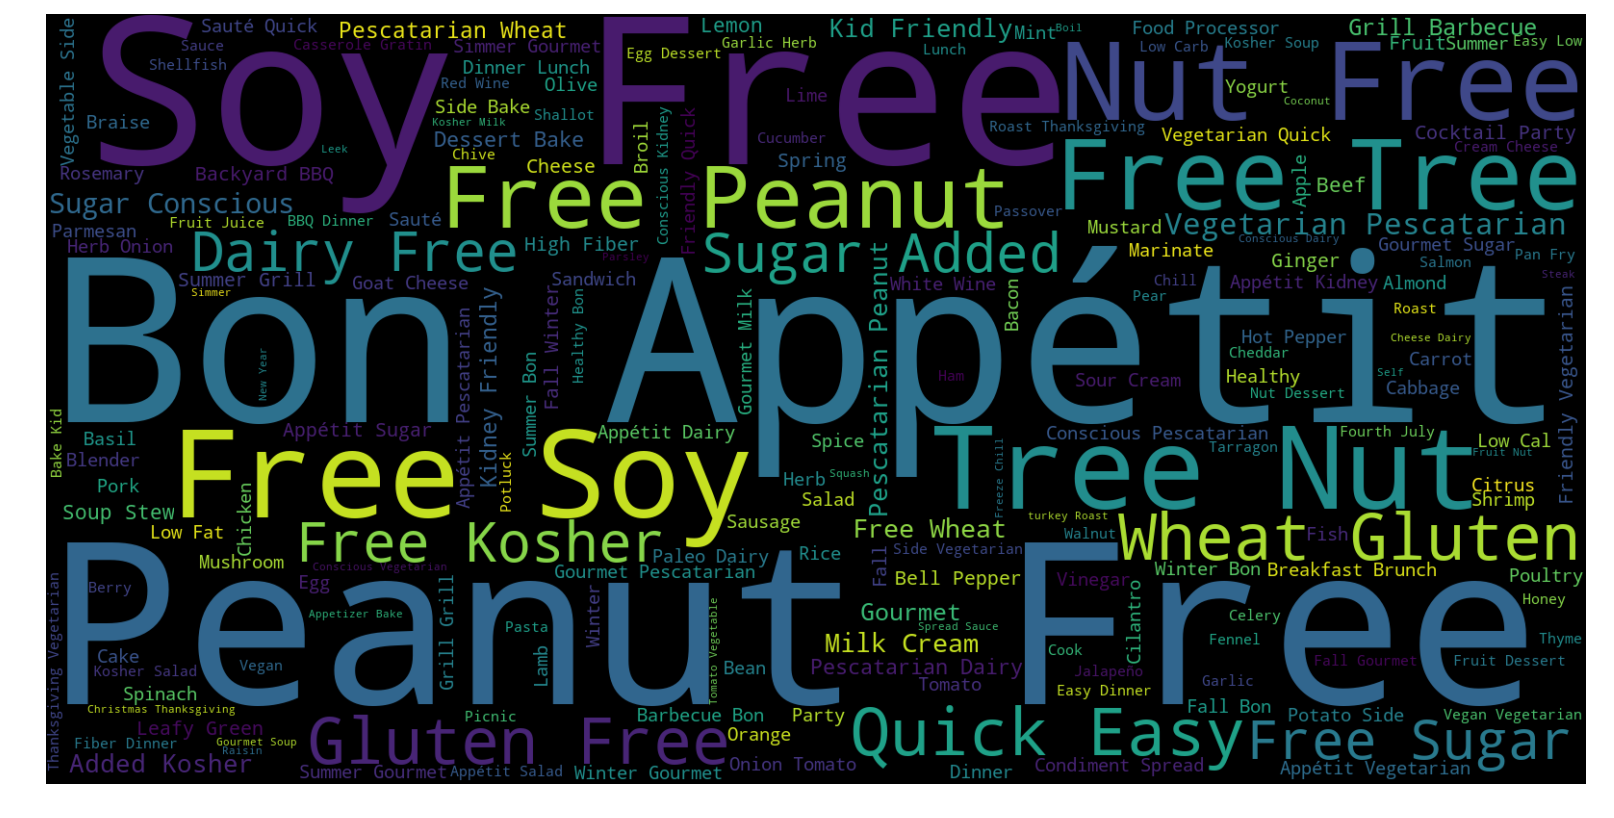 Vegetable Side
Sauté Quick
Pescatarian Wheat
Lemon
Kid Friendly
Mint
Boil
Food Processor
Grill Barbecue
Sauce
Casserole Gratin
Simmer Gourmet
Egg Dessert
Garlic Herb
Lunch
Low Carb
Kosher Soup
Fruit
Summer
Easy Low
Shellfish
Dinner Lunch
Soy Free
Nut Free
Red Wine
Olive
Lime
Yogurt
Coconut
Braise
Side Bake
Shallot
Kosher Milk
Roast Thanksgiving
Vegetarian Quick
Cocktail Party
Cream Cheese
Leek
Dessert Bake
Broil
Conscious Kidney
Friendly Quick
Cucumber
Spring
Chive
Cheese
Rosemary
Backyard BBQ
Free Peanut
Free Tree
Apple
Beef
Sugar Conscious
Fruit Juice
BBQ Dinner
Sauté
Passover
Mustard
Vegetarian Pescatarian
Parmesan
Herb Onion
Dairy Free
High Fiber
Parsley
Sugar Added
Marinate
Conscious Dairy
Gourmet Sugar
Pan Fry
Ginger
Salmon
Summer Grill
Goat Cheese
Sandwich
White Wine
Chill
Appétit Kidney
Almond
Steak
Simmer
Bon Appétit
Pear
Roast
Bacon
Hot Pepper
Cheese Dairy
New Year
Appétit Pescatarian
Kidney Friendly
Summer Bon
Fall Winter
Healthy Bon
Gourmet Milk
Pescatarian Peanut
Cheddar
Carrot
Ham
Sour Cream
Healthy
Self
Cabbage
Nut Dessert
Friendly Vegetarian
Bake Kid
Basil
Appétit Sugar
Appétit Dairy
Spice
Conscious Pescatarian
Fourth July
Low Cal
Tarragon
Fruit Nut
Blender
Free Soy
Tree Nut
Potluck
Herb
Squash
Freeze Chill
Pork
Salad
Citrus
Shrimp
Soup Stew
Chicken
Sausage
turkey Roast
Low Fat
Free Kosher
Free Wheat
Walnut
Fish
Wheat Gluten
Mushroom
Conscious Vegetarian
Paleo Dairy
Rice
Fall
Side Vegetarian
Gourmet Pescatarian
Winter Bon
Breakfast Brunch
Poultry
Thanksgiving Vegetarian
Berry
Egg
Grill Grill
Winter
Bell Pepper
Vinegar
Cilantro
Honey
Peanut Free
Appetizer Bake
Pasta
Gourmet
Celery
Spread Sauce
Tomato Vegetable
Milk Cream
Cook
Fennel
Thyme
Cake
Kosher Salad
Vegan
Lamb
Bean
Pescatarian Dairy
Jalapeño
Fall Gourmet
Fruit Dessert
Spinach
Tomato
Easy Dinner
Garlic
Christmas Thanksgiving
Picnic
Barbecue Bon
Party
Fall Bon
Potato Side
Vegan Vegetarian
Leafy Green
Gluten Free
Orange
Quick Easy
Free Sugar
Fiber Dinner
Gourmet Soup
Raisin
Added Kosher
Summer Gourmet
Appétit Salad
Winter Gourmet
Onion Tomato
Dinner
Condiment Spread
Appétit Vegetarian